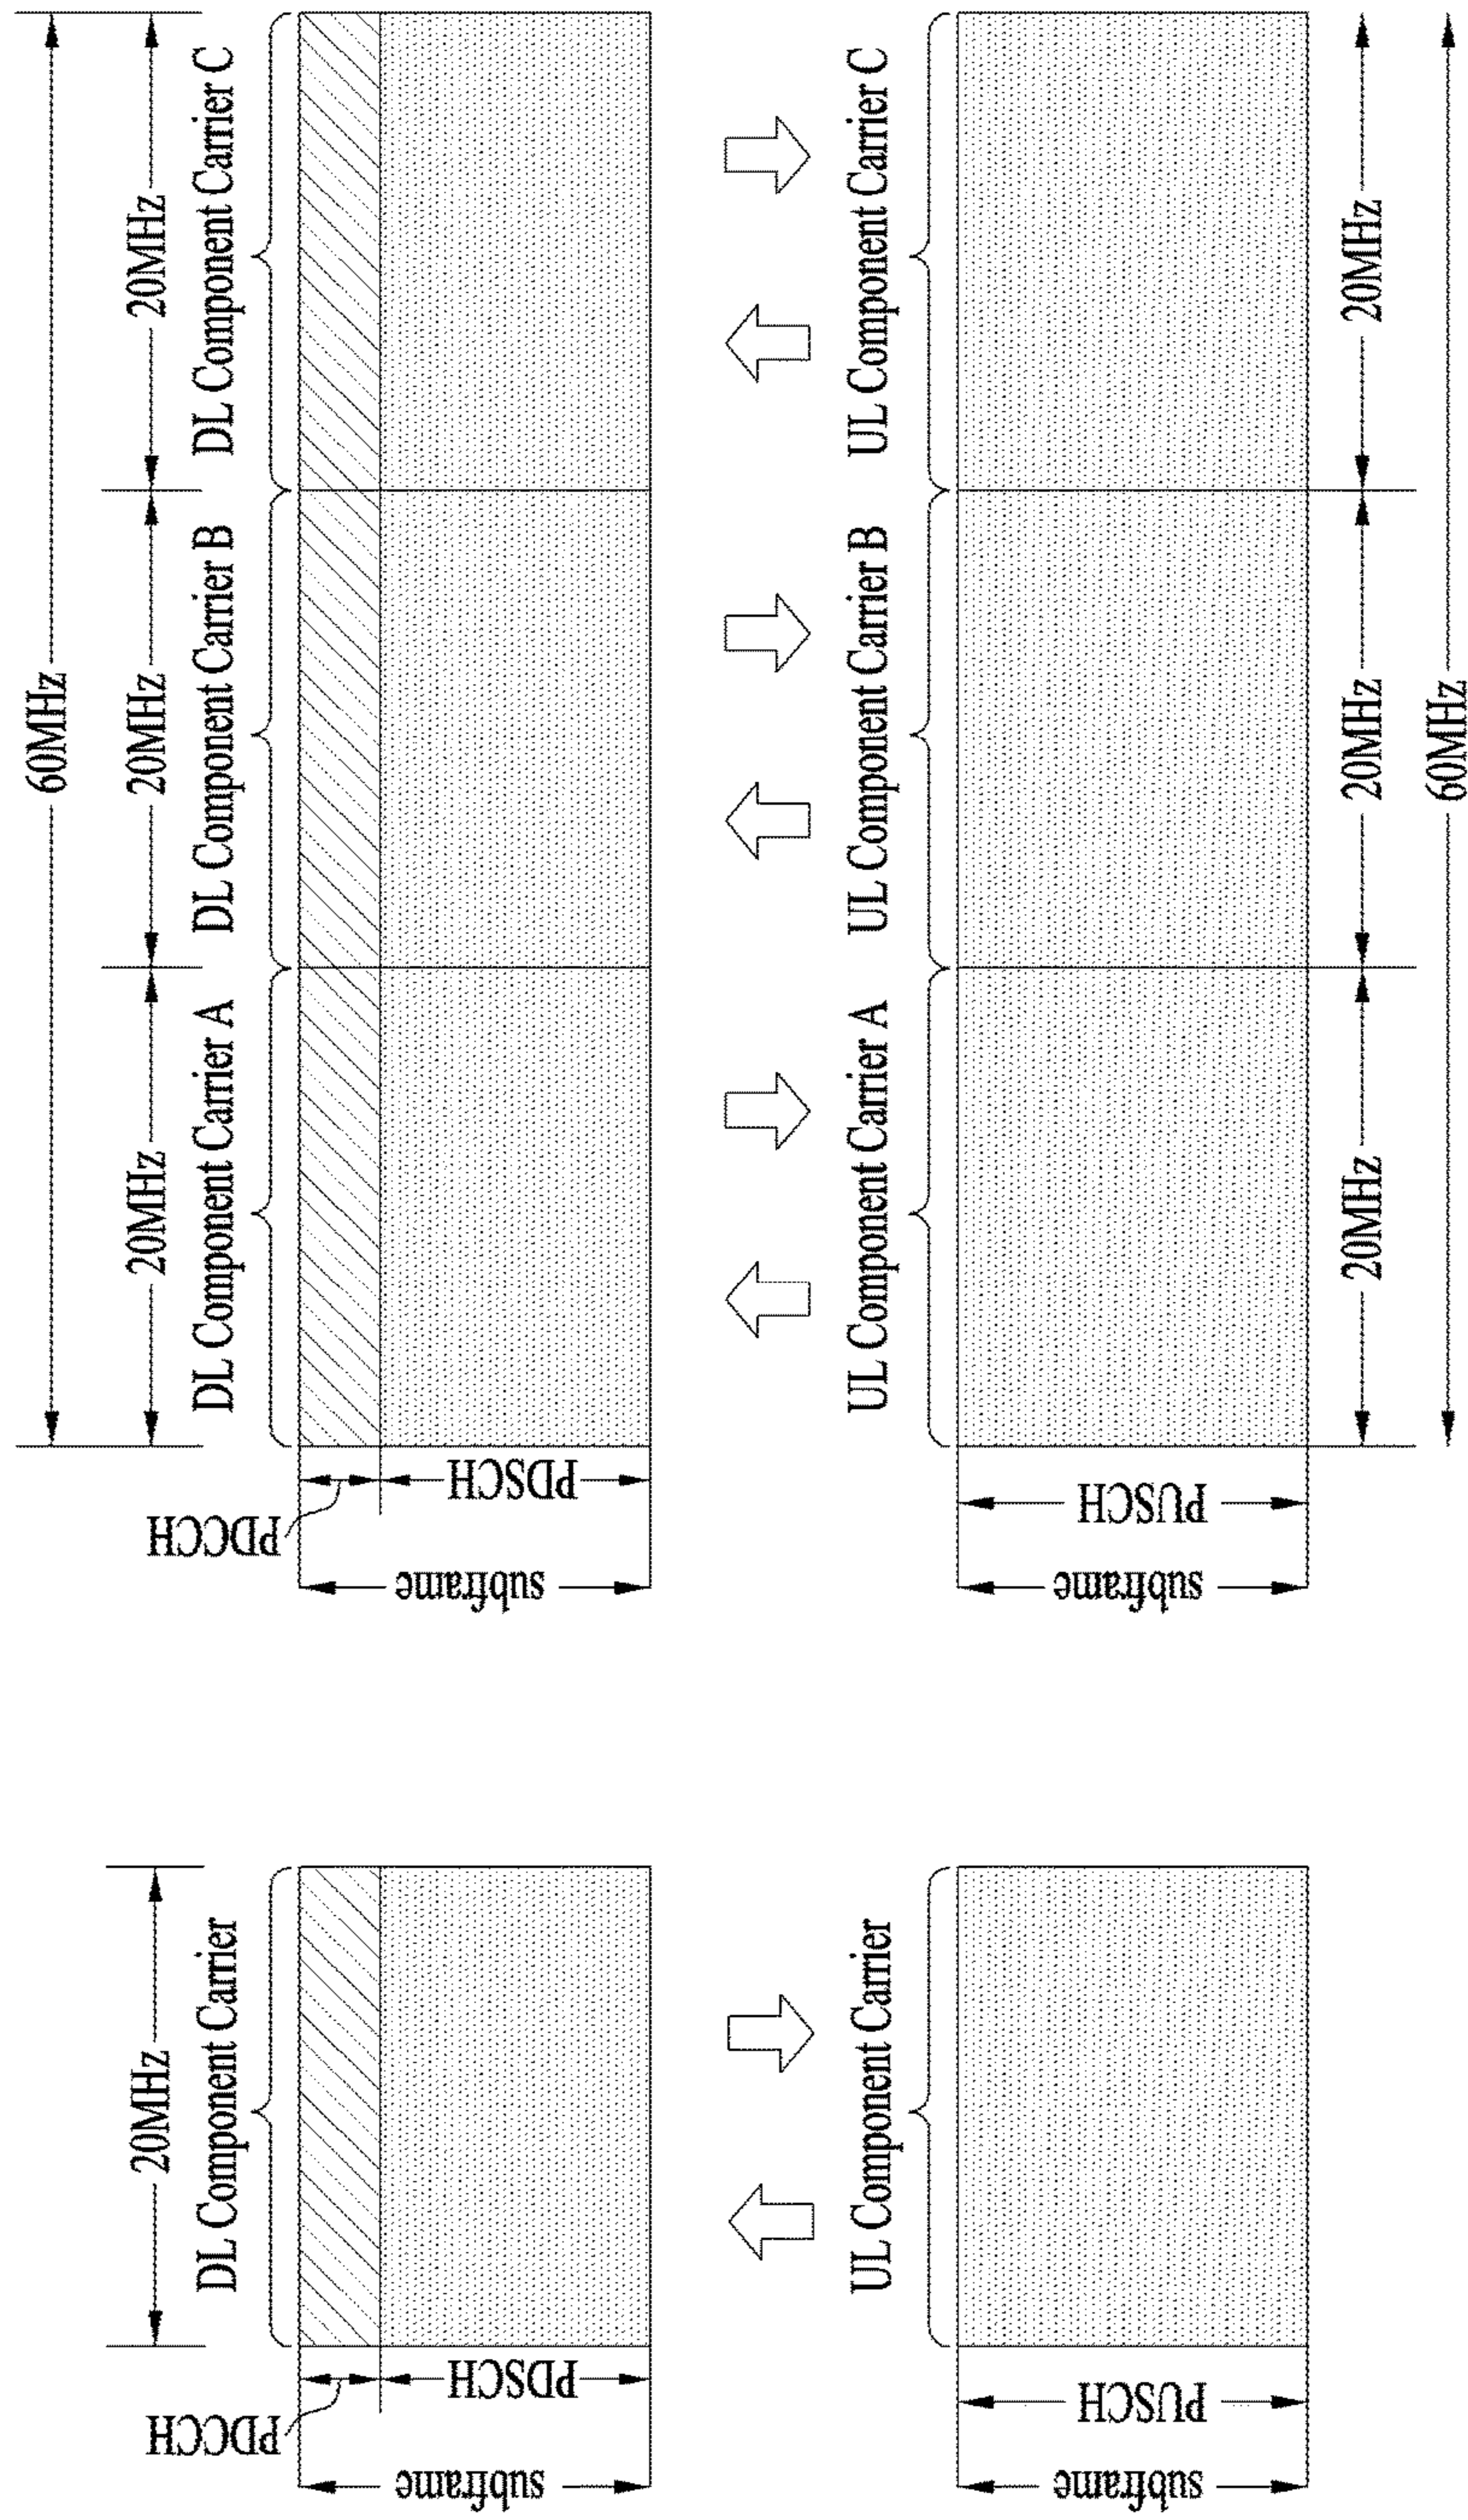 20MHz
DL Component Carrier
PDCCH
PDSCH
subframe
UL Component Carrier
PUSCH
subframe
60MHz
20MHz
20MHz
20MHz
DL Component Carrier A
DL Component Carrier B
DL Component Carrier C
PDCCH
PDSCH
subframe
UL Component Carrier A
UL Component Carrier B
UL Component Carrier C
PUSCH
subframe
20MHz
20MHz
20MHz
60MHz